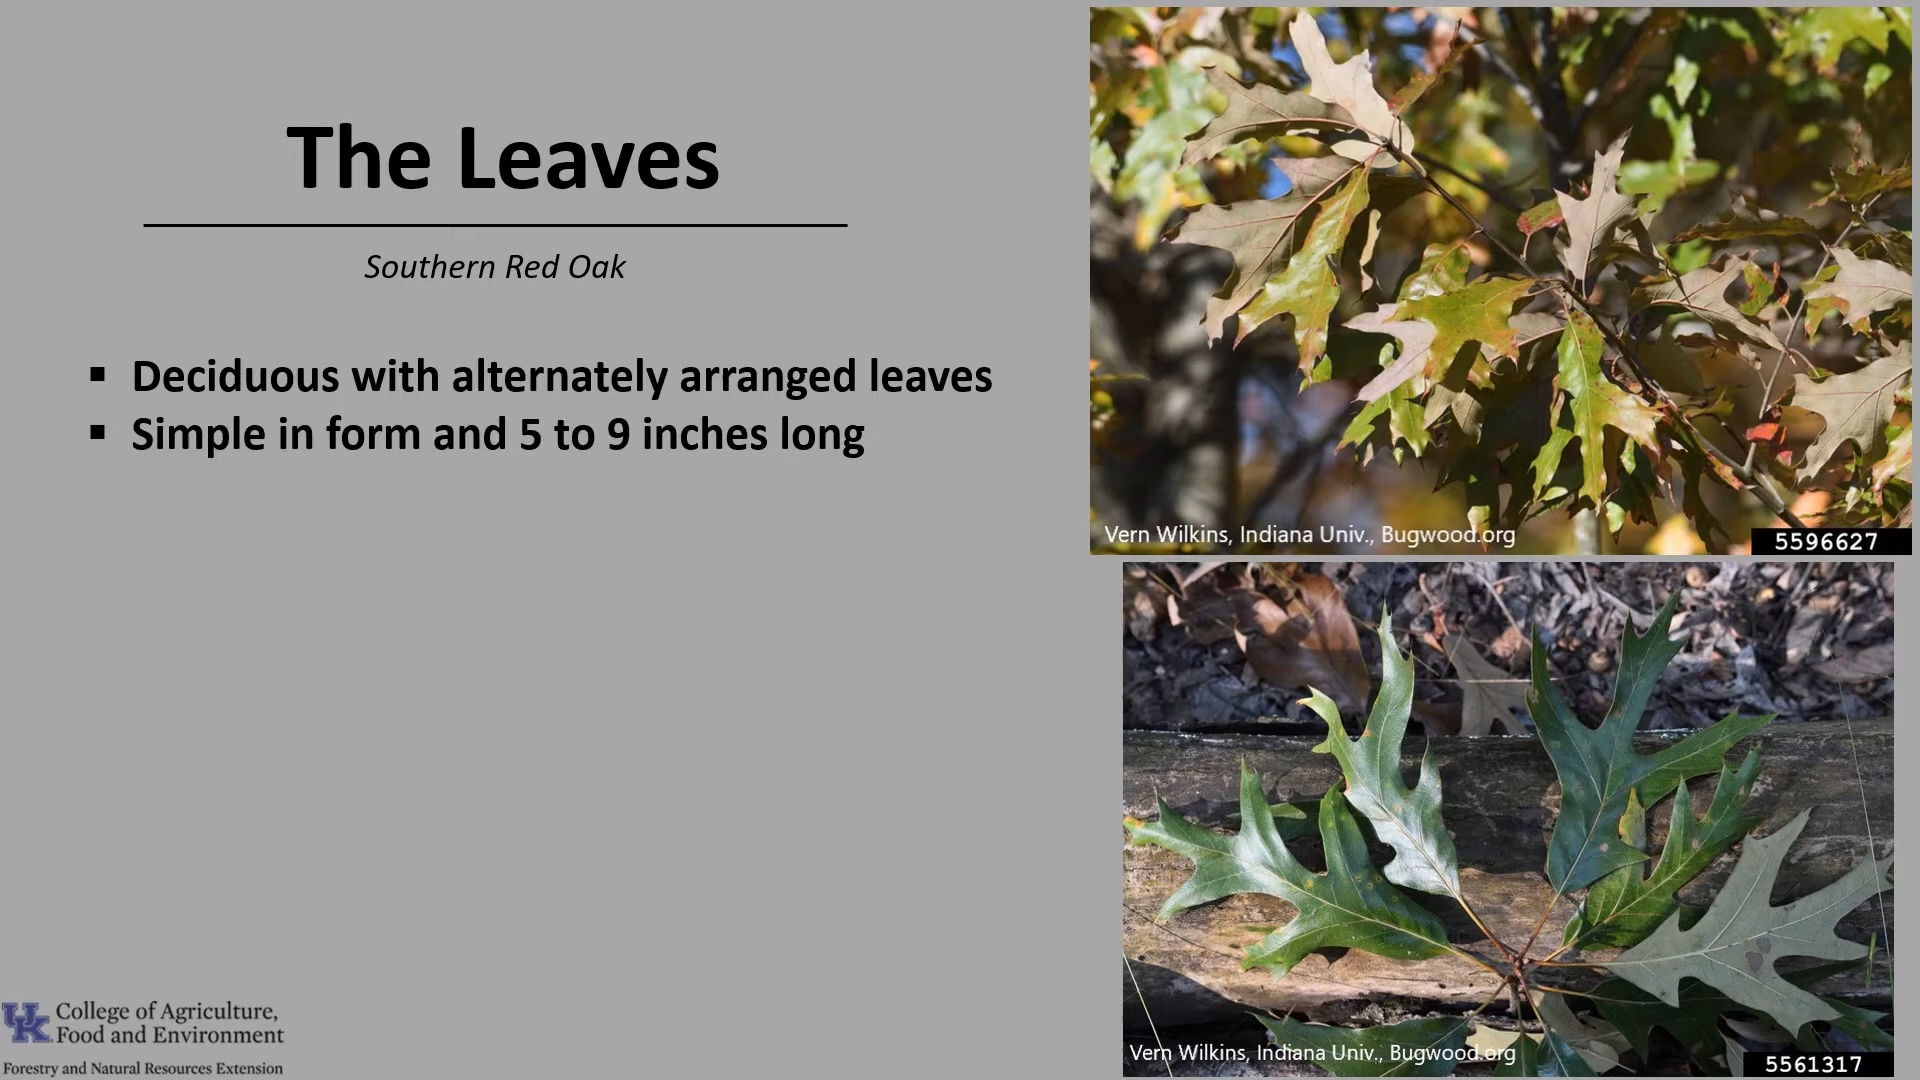 The Leaves
Southern Red Oak
▪ Deciduous with alternately arranged leaves
▪ Simple in form and 5 to 9 inches long
Vern Wilkins, Indiana Univ., Bugwood.org
5596627
Vern Wilkins, Indiana Univ., Bugwood.org
5561317
UK College of Agriculture,
Food and Environment
Forestry and Natural Resources Extension